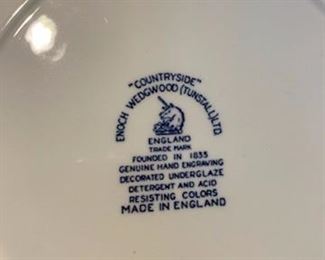 "COUNTRYSIDE"
ENOCH WEDGWOOD (TUNSTALL) LTD
ENGLAND
TRADE MARK
FOUNDED IN 1835
GENUINE HAND ENGRAVING
DECORATED UNDERGLAZE
DETERGENT AND ACID
RESISTING COLORS
MADE IN ENGLAND